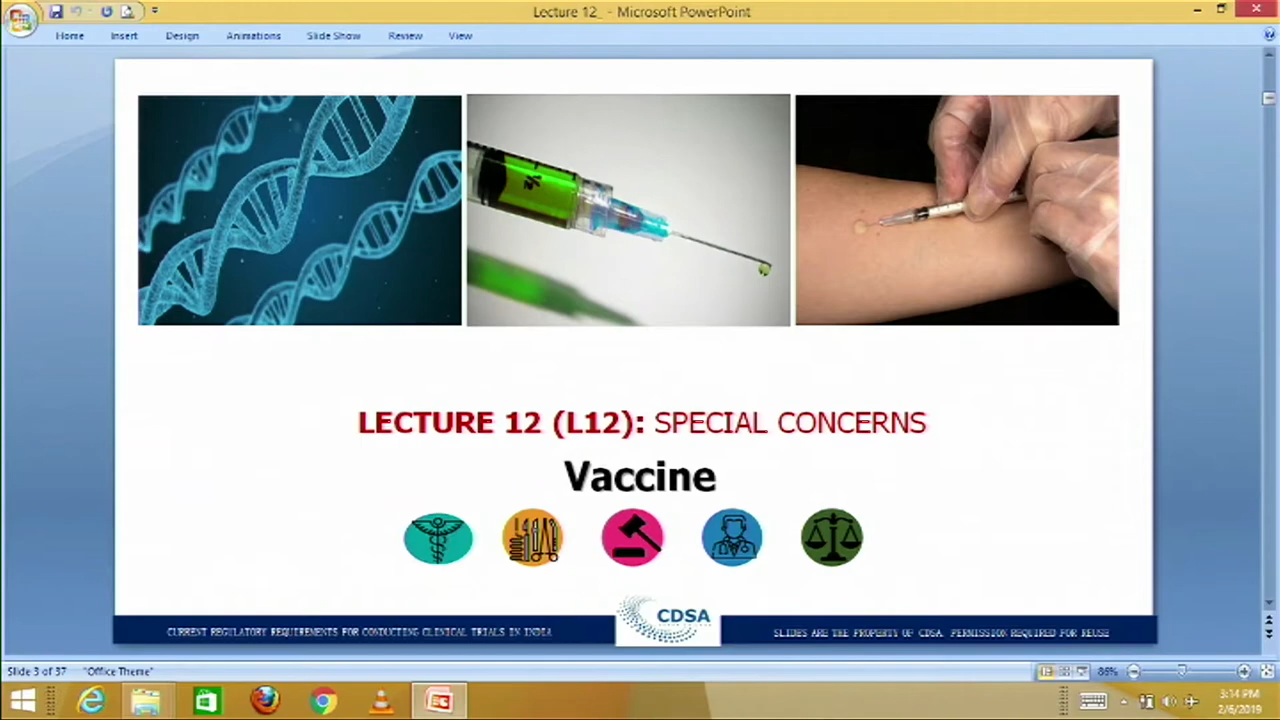 Lecture 12_ - Microsoft PowerPoint
Home Insert Design Animations Slide Show Review View
LECTURE 12 (L12): SPECIAL CONCERNS
Vaccine
CDSA
CURRENT REGULATORY REQUIREMENTS FOR CONDUCTING CLINICAL TRIALS IN INDIA
SLIDES ARE THE PROPERTY OF CDSA PERMISSION REQUIRED FOR REUSE
Slide 3 of 37 "Office Theme"
86%
3:14 PM
2/6/2019